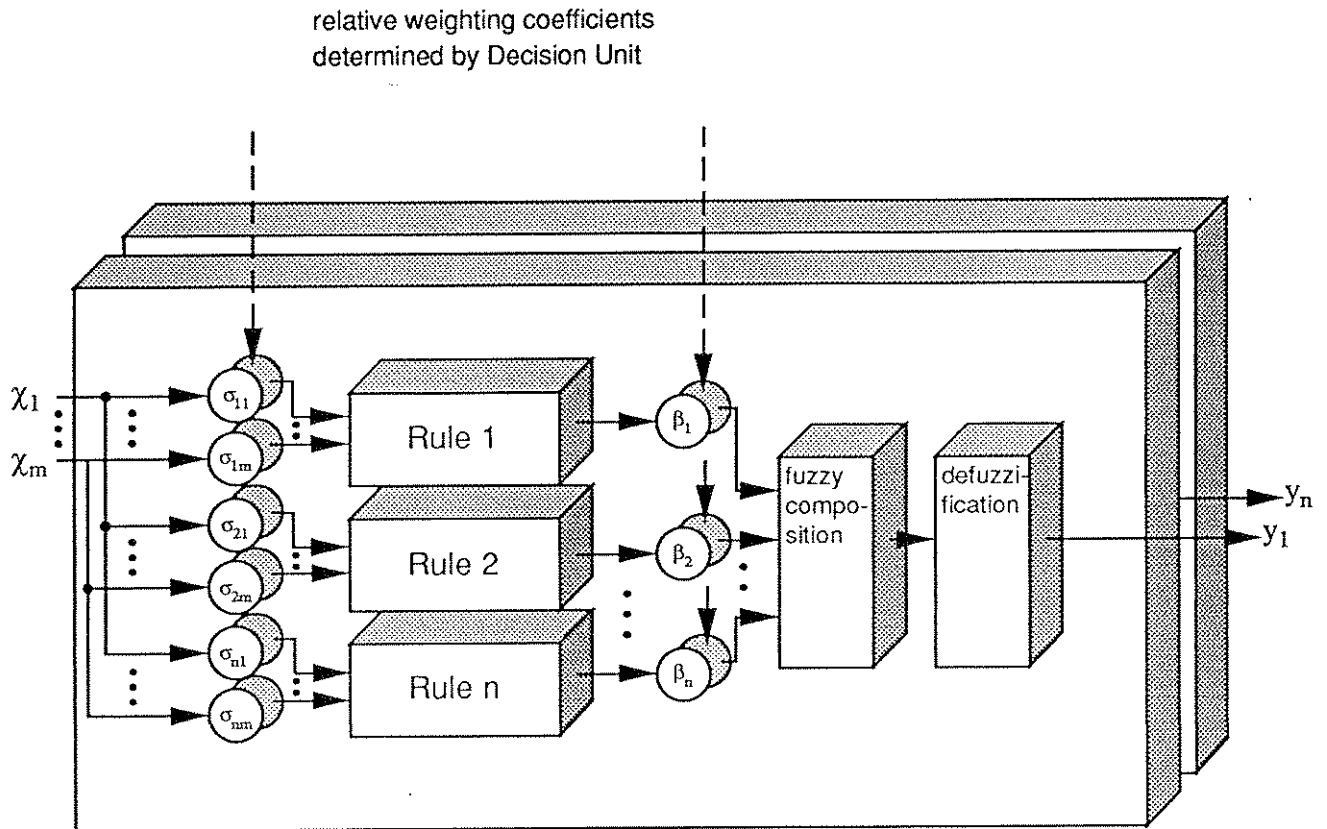 relative weighting coefficients
determined by Decision Unit
χ1
χm
σ11
σ1m
σ21
σ2m
σn1
σnm
Rule 1
Rule 2
Rule n
β1
β2
βn
fuzzy
compo-
sition
defuzzi-
fication
yn
y1